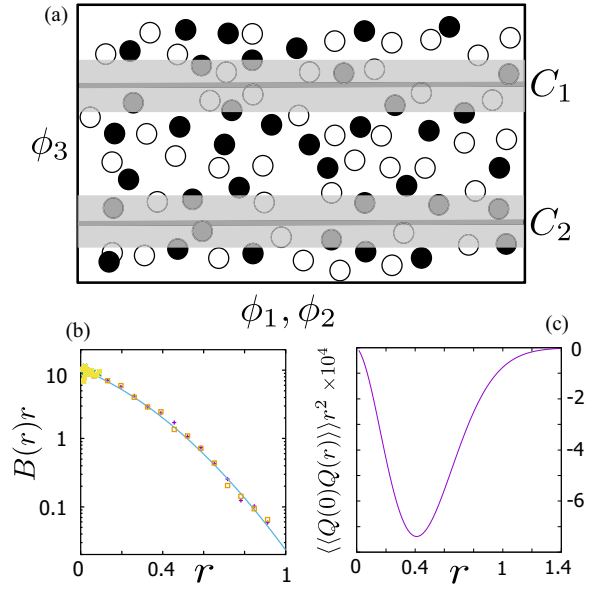 (a)
C₁
ϕ₃
C₂
ϕ₁, ϕ₂
(b)
(c)
B(r)r
10
1
0.1
0
0.4
r
1
⟨⟨Q(0)Q(r)⟩⟩r² ×10⁴
0
-2
-4
-6
0
0.4
r
1
1.4